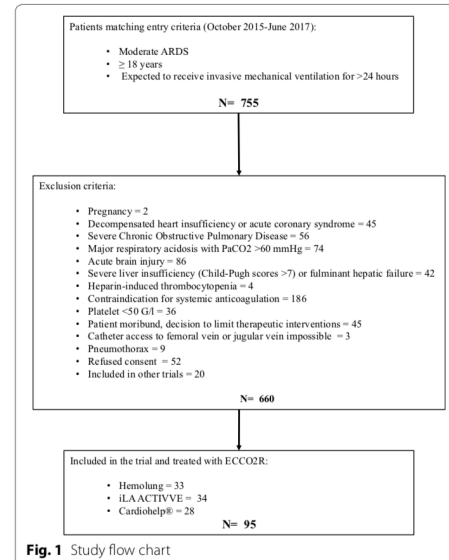 Patients matching entry criteria (October 2015-June 2017):
• Moderate ARDS
• ≥ 18 years
• Expected to receive invasive mechanical ventilation for >24 hours
N= 755
Exclusion criteria:
• Pregnancy = 2
• Decompensated heart insufficiency or acute coronary syndrome = 45
• Severe Chronic Obstructive Pulmonary Disease = 56
• Major respiratory acidosis with PaCO2 >60 mmHg = 74
• Acute brain injury = 86
• Severe liver insufficiency (Child-Pugh scores >7) or fulminant hepatic failure = 42
• Heparin-induced thrombocytopenia = 4
• Contraindication for systemic anticoagulation = 186
• Platelet <50 G/l = 36
• Patient moribund, decision to limit therapeutic interventions = 45
• Catheter access to femoral vein or jugular vein impossible = 3
• Pneumothorax = 9
• Refused consent = 52
• Included in other trials = 20
N= 660
Included in the trial and treated with ECCO2R:
• Hemolung = 33
• iLA ACTIVVE = 34
• Cardiohelp® = 28
N= 95
Fig. 1 Study flow chart